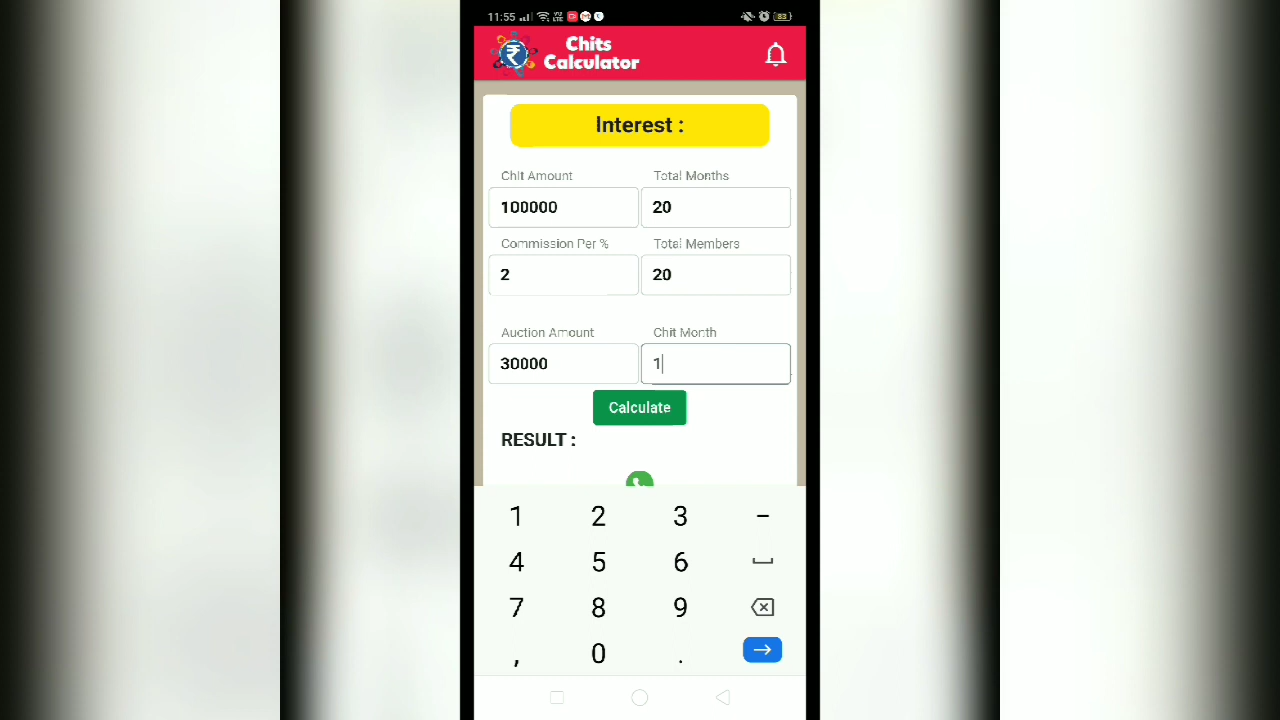 11:55 83
Chits
Calculator
Interest :
Chit Amount Total Months
100000 20
Commission Per % Total Members
2 20
Auction Amount Chit Month
30000 1
Calculate
RESULT :
1 2 3 -
4 5 6
7 8 9
, 0 .